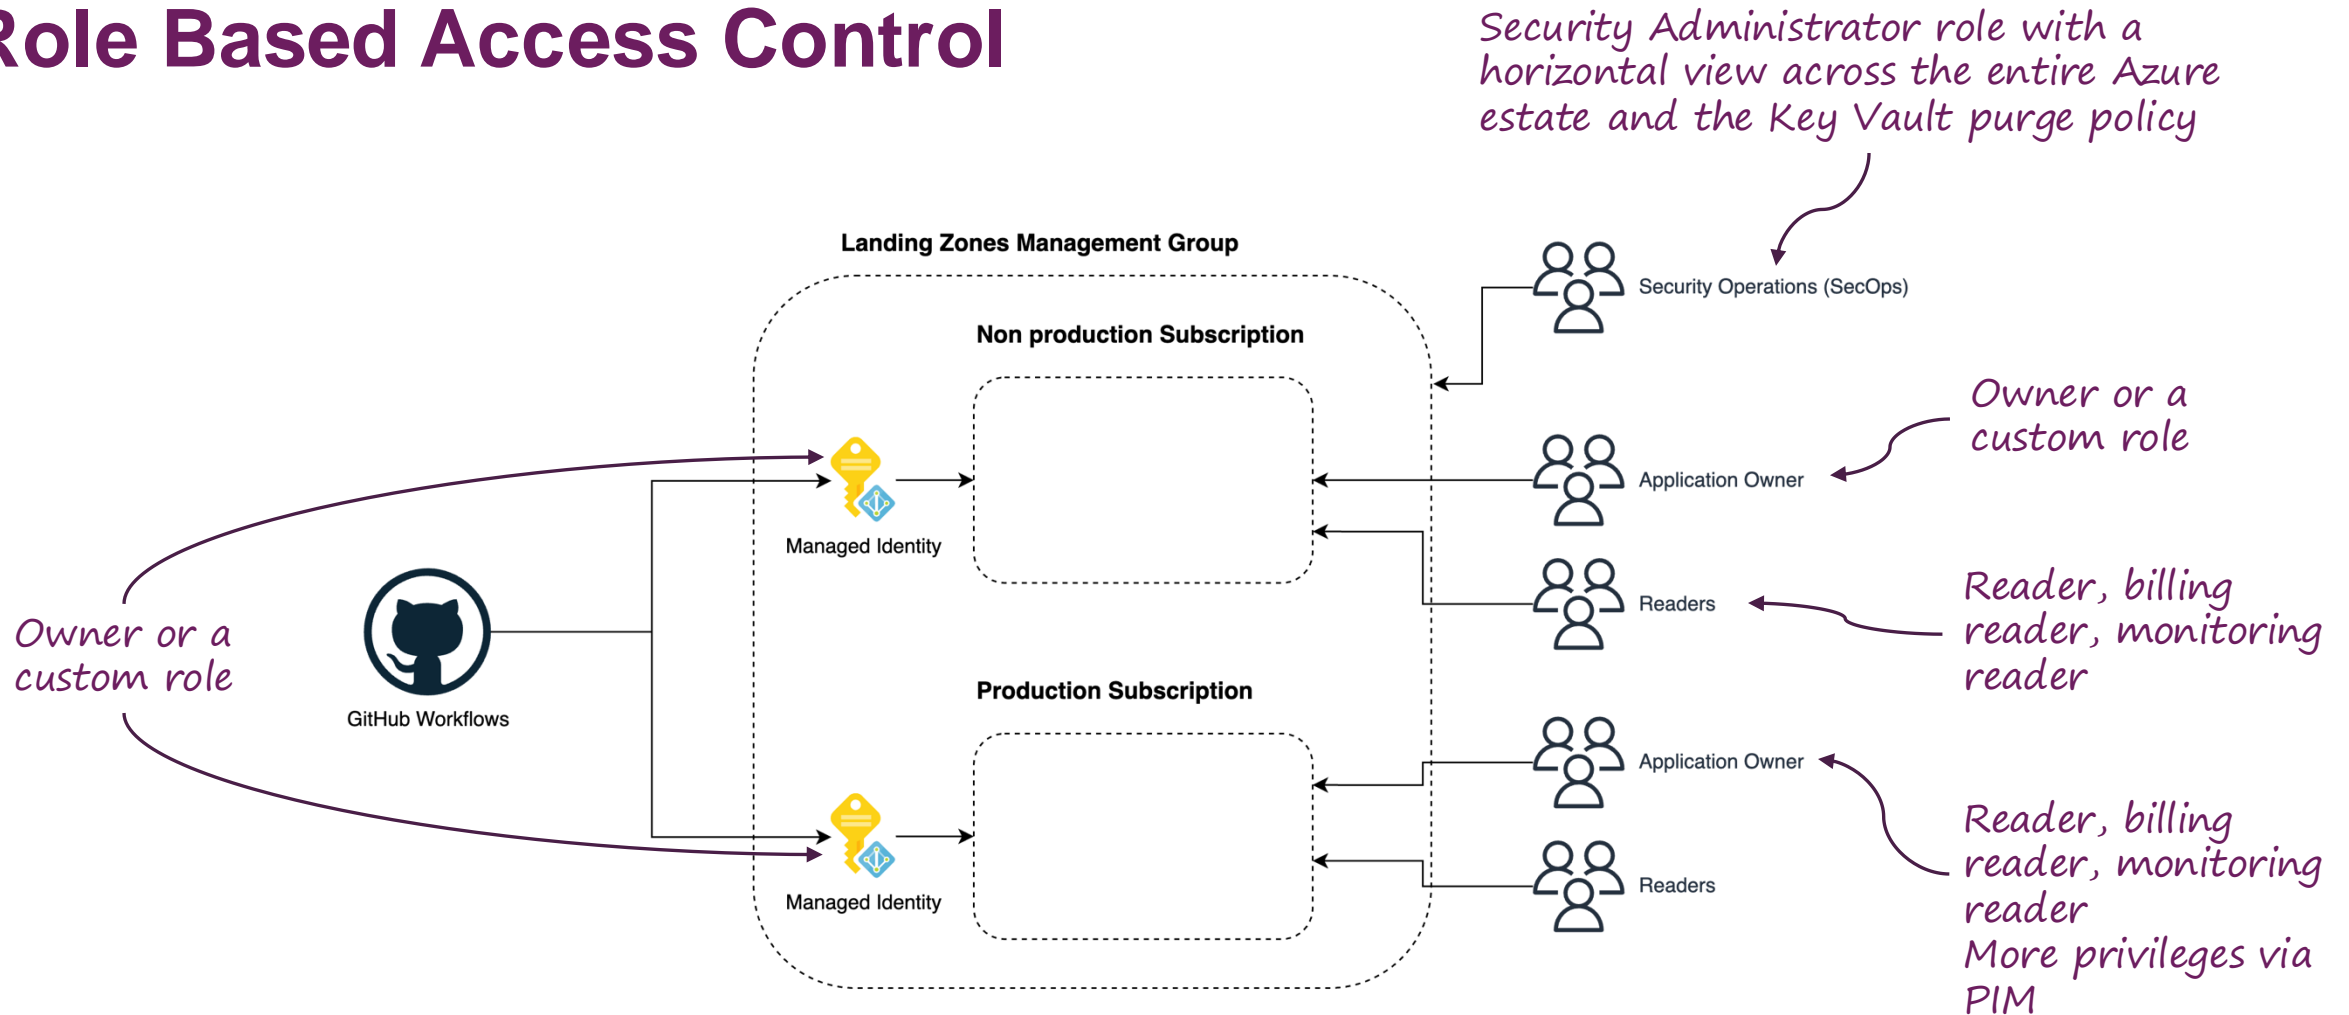 Role Based Access Control
Security Administrator role with a
horizontal view across the entire Azure
estate and the Key Vault purge policy
Landing Zones Management Group
Security Operations (SecOps)
Non production Subscription
Owner or a
custom role
Application Owner
Managed Identity
Reader, billing
reader, monitoring
reader
Readers
Owner or a
custom role
GitHub Workflows
Production Subscription
Application Owner
Reader, billing
reader, monitoring
reader
More privileges via
PIM
Managed Identity
Readers